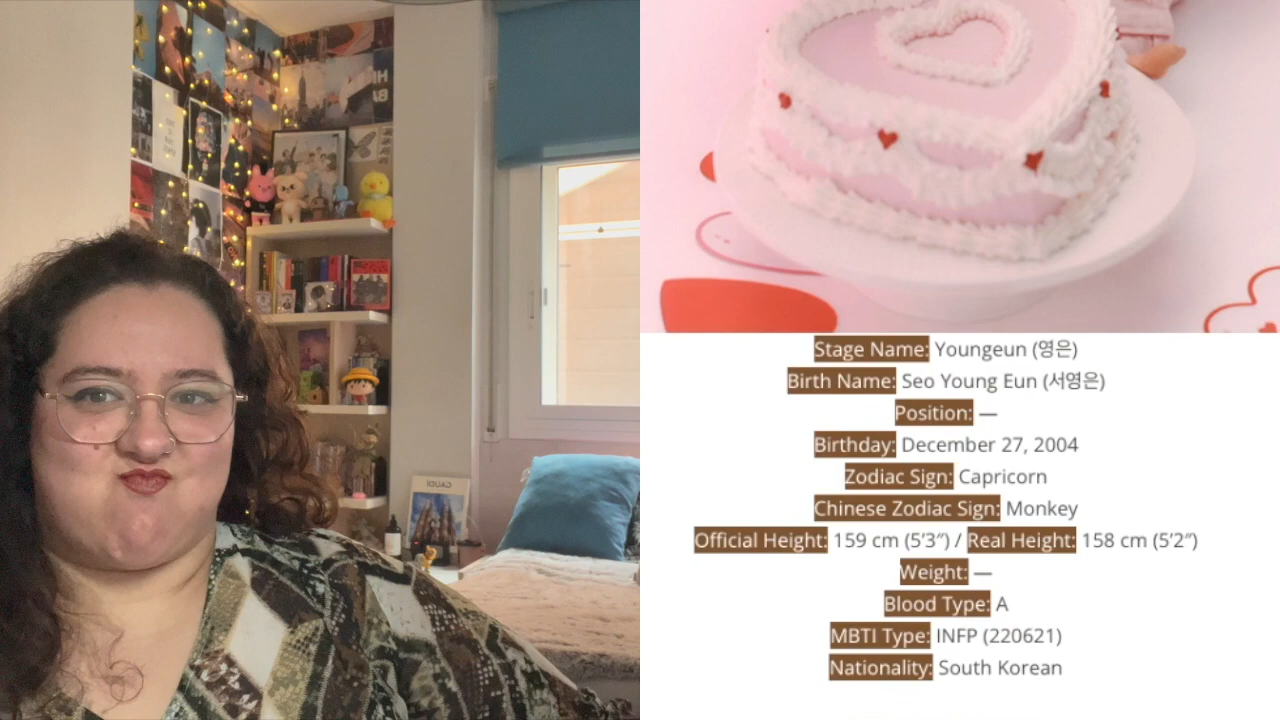 GAUDÍ
Stage Name: Youngeun (영은)
Birth Name: Seo Young Eun (서영은)
Position: —
Birthday: December 27, 2004
Zodiac Sign: Capricorn
Chinese Zodiac Sign: Monkey
Official Height: 159 cm (5’3″) / Real Height: 158 cm (5’2″)
Weight: —
Blood Type: A
MBTI Type: INFP (220621)
Nationality: South Korean